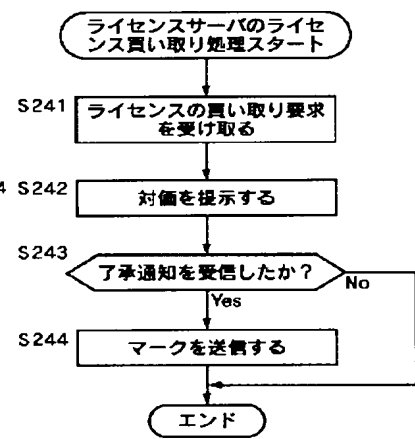 ライセンスサーバのライセ
ンス買い取り処理スタート
S241
ライセンスの買い取り要求
を受け取る
4 S242
対価を提示する
S243
了承通知を受信したか？
No
Yes
S244
マークを送信する
エンド